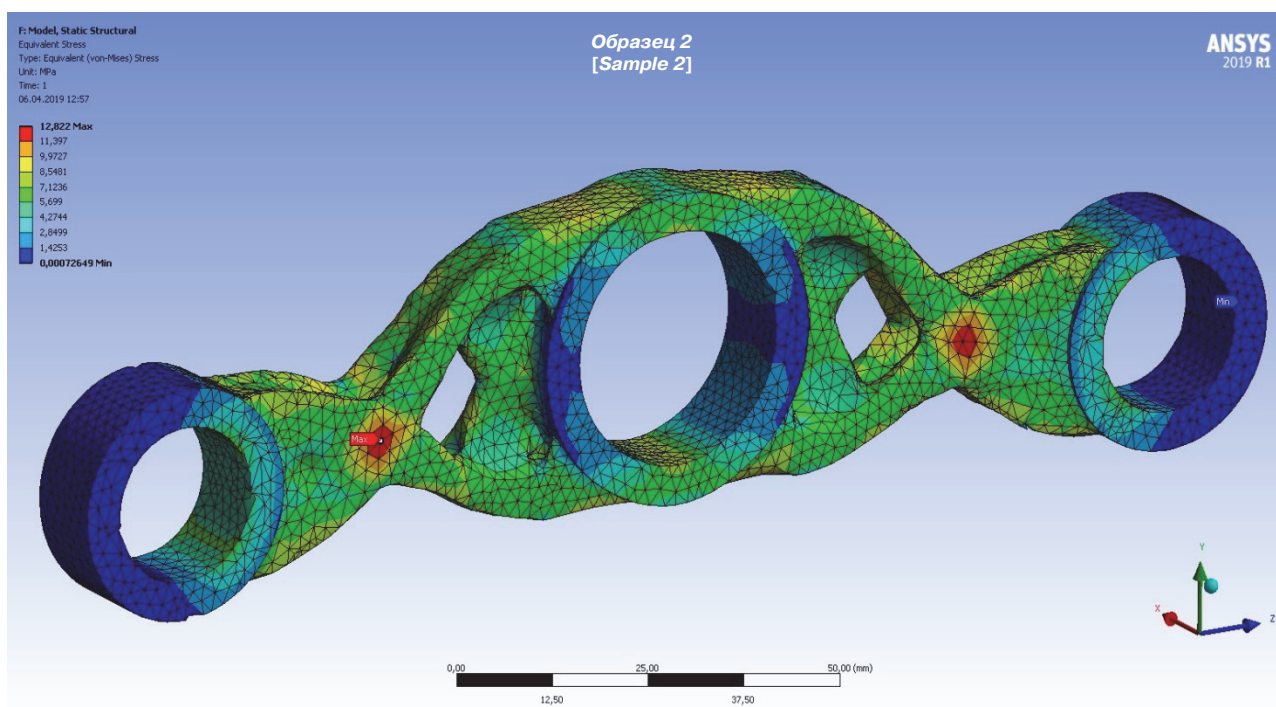 F: Model, Static Structural
Equivalent Stress
Type: Equivalent (von-Mises) Stress
Unit: MPa
Time: 1
06.04.2019 12:57
12,822 Max
11,397
9,9727
8,5481
7,1236
5,699
4,2744
2,8499
1,4253
0,00072649 Min
Образец 2
[Sample 2]
ANSYS
2019 R1
Min
Max
Y
X
Z
0,00 25,00 50,00 (mm)
12,50 37,50